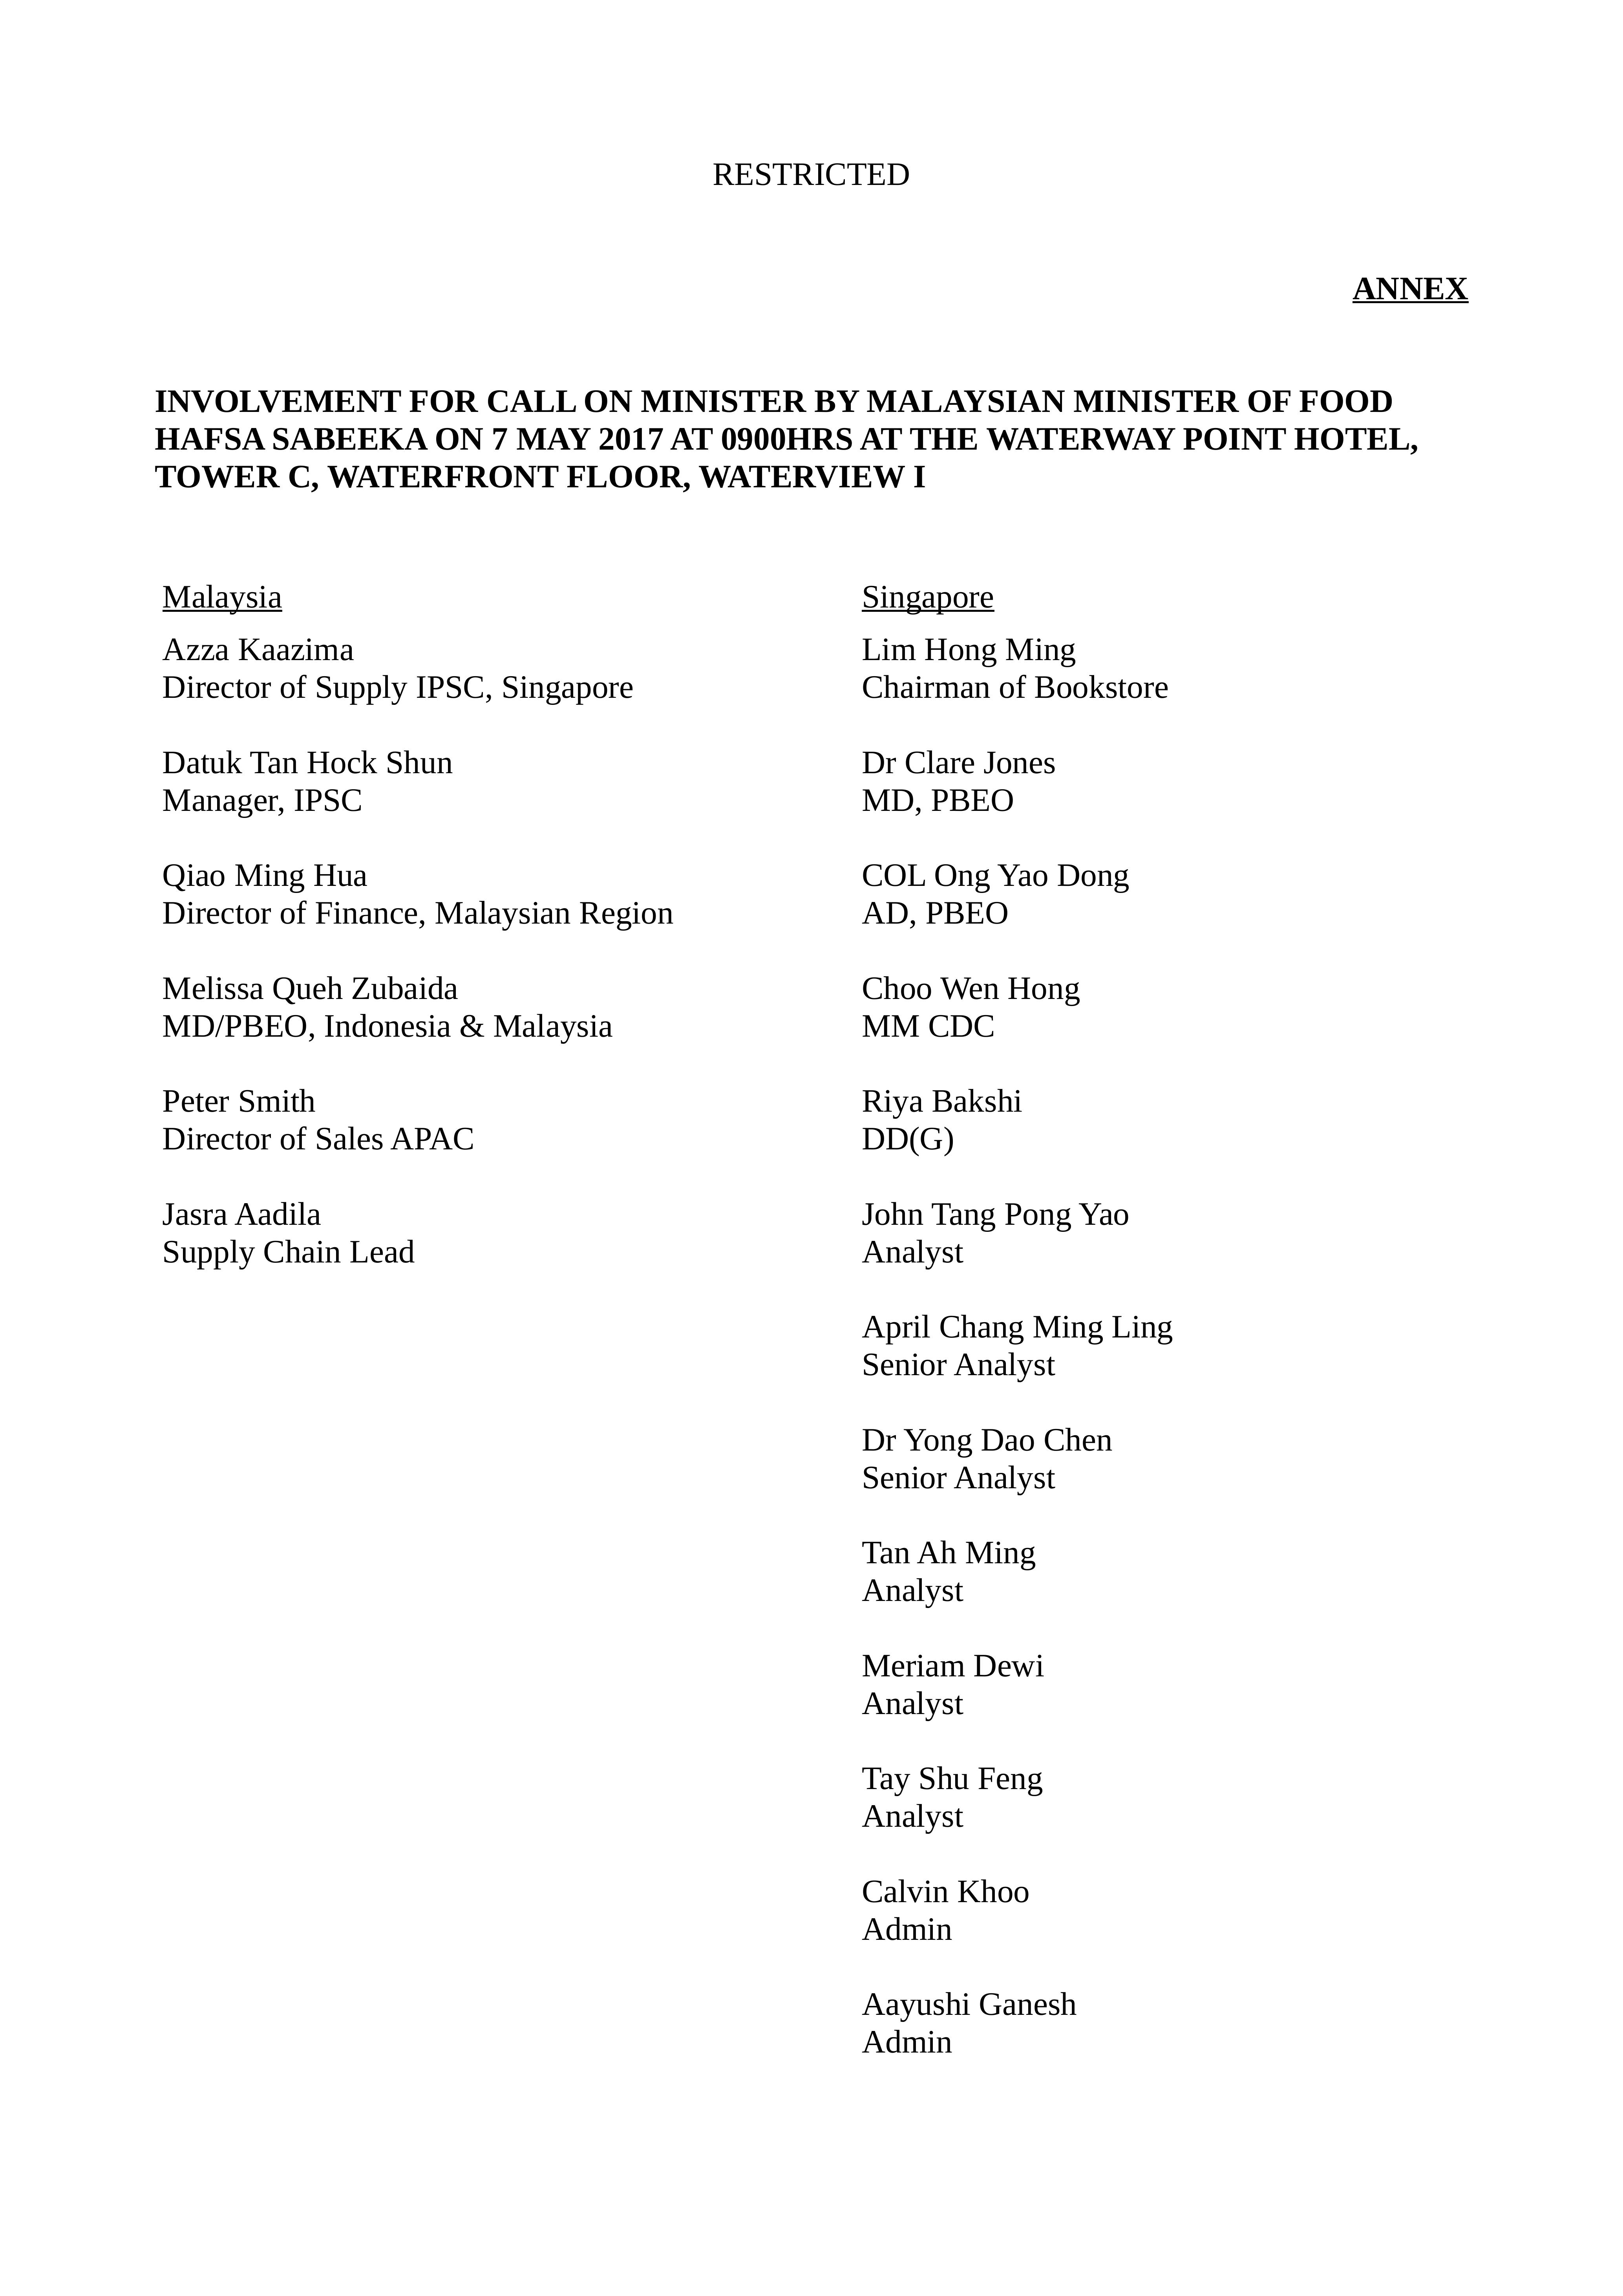 RESTRICTED
ANNEX
INVOLVEMENT FOR CALL ON MINISTER BY MALAYSIAN MINISTER OF FOOD
HAFSA SABEEKA ON 7 MAY 2017 AT 0900HRS AT THE WATERWAY POINT HOTEL,
TOWER C, WATERFRONT FLOOR, WATERVIEW I
Malaysia
Azza Kaazima
Director of Supply IPSC, Singapore
Datuk Tan Hock Shun
Manager, IPSC
Qiao Ming Hua
Director of Finance, Malaysian Region
Melissa Queh Zubaida
MD/PBEO, Indonesia & Malaysia
Peter Smith
Director of Sales APAC
Jasra Aadila
Supply Chain Lead
Singapore
Lim Hong Ming
Chairman of Bookstore
Dr Clare Jones
MD, PBEO
COL Ong Yao Dong
AD, PBEO
Choo Wen Hong
MM CDC
Riya Bakshi
DD(G)
John Tang Pong Yao
Analyst
April Chang Ming Ling
Senior Analyst
Dr Yong Dao Chen
Senior Analyst
Tan Ah Ming
Analyst
Meriam Dewi
Analyst
Tay Shu Feng
Analyst
Calvin Khoo
Admin
Aayushi Ganesh
Admin